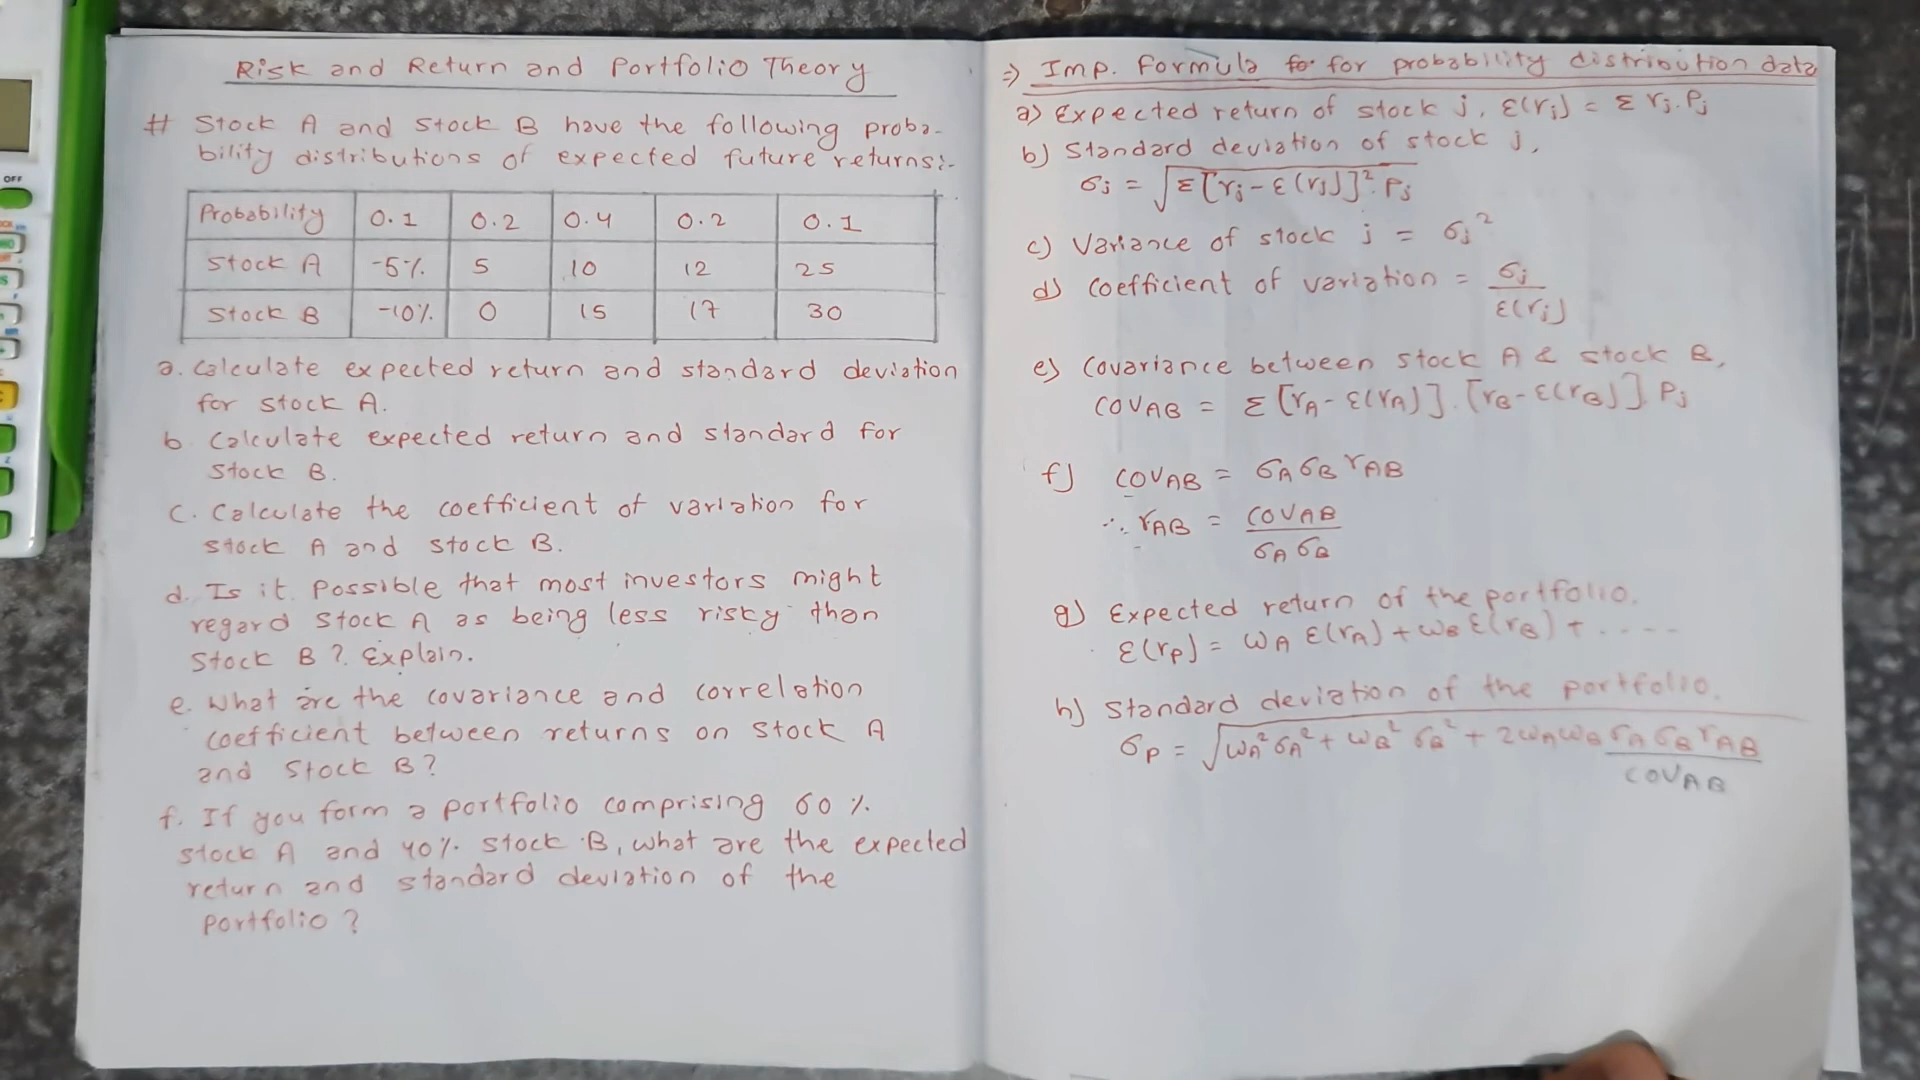 Risk and Return and Portfolio Theory
# Stock A and Stock B have the following proba-
bility distributions of expected future returns:-
Probability 0.1 0.2 0.4 0.2 0.1
Stock A -5% 5 10 12 25
Stock B -10% 0 15 17 30
a. Calculate expected return and standard deviation
for stock A.
b. Calculate expected return and standard for
stock B.
c. Calculate the coefficient of variation for
stock A and stock B.
d. Is it possible that most investors might
regard stock A as being less risky than
stock B? Explain.
e. What are the covariance and correlation
coefficient between returns on stock A
and stock B?
f. If you form a portfolio comprising 60%
stock A and 40% stock B, what are the expected
return and standard deviation of the
portfolio?
⇒ Imp. Formula for for probability distribution data
a) Expected return of stock j, E(rj) = Σ rj.Pj
b) Standard deviation of stock j,
σj = √Σ[rj - E(rj)]².Pj
c) Variance of stock j = σj²
d) Coefficient of variation = σj / E(rj)
e) Covariance between stock A & stock B,
COVAB = Σ [rA - E(rA)].[rB - E(rB)].Pj
f) COVAB = σA σB rAB
∴ rAB = COVAB / σA σB
g) Expected return of the portfolio.
E(rp) = ωA E(rA) + ωB E(rB) + ....
h) Standard deviation of the portfolio.
σp = √ωA²σA² + ωB²σB² + 2ωAωB σA σB rAB
COVAB
OFF